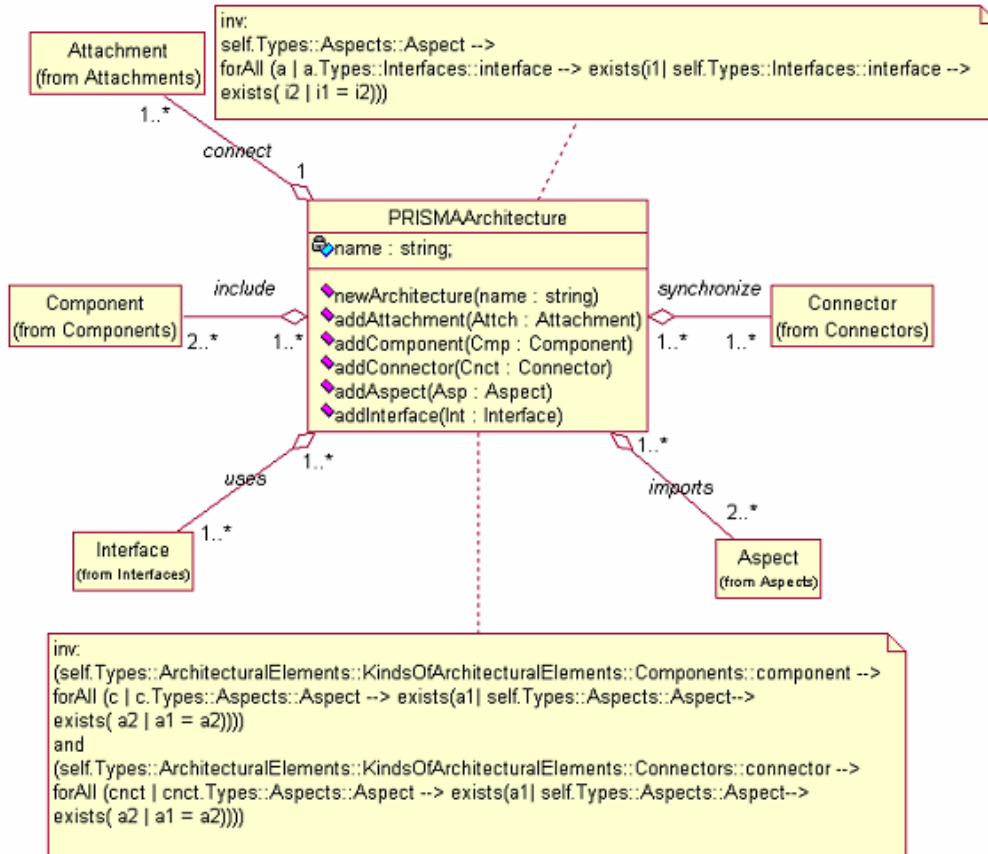 inv:
self.Types::Aspects::Aspect -->
forAll (a | a.Types::Interfaces::interface --> exists(i1| self.Types::Interfaces::interface -->
exists( i2 | i1 = i2)))
Attachment
(from Attachments)
1..*
connect
1
PRISMAArchitecture
name : string;
newArchitecture(name : string)
addAttachment(Attch : Attachment)
addComponent(Cmp : Component)
addConnector(Cnct : Connector)
addAspect(Asp : Aspect)
addInterface(Int : Interface)
Component
(from Components)
include
2..*
1..*
synchronize
1..*
1..*
Connector
(from Connectors)
1..*
uses
1..*
Interface
(from Interfaces)
1..*
imports
2..*
Aspect
(from Aspects)
inv:
(self.Types::ArchitecturalElements::KindsOfArchitecturalElements::Components::component -->
forAll (c | c.Types::Aspects::Aspect --> exists(a1| self.Types::Aspects::Aspect-->
exists( a2 | a1 = a2))))
and
(self.Types::ArchitecturalElements::KindsOfArchitecturalElements::Connectors::connector -->
forAll (cnct | cnct.Types::Aspects::Aspect --> exists(a1| self.Types::Aspects::Aspect-->
exists( a2 | a1 = a2))))